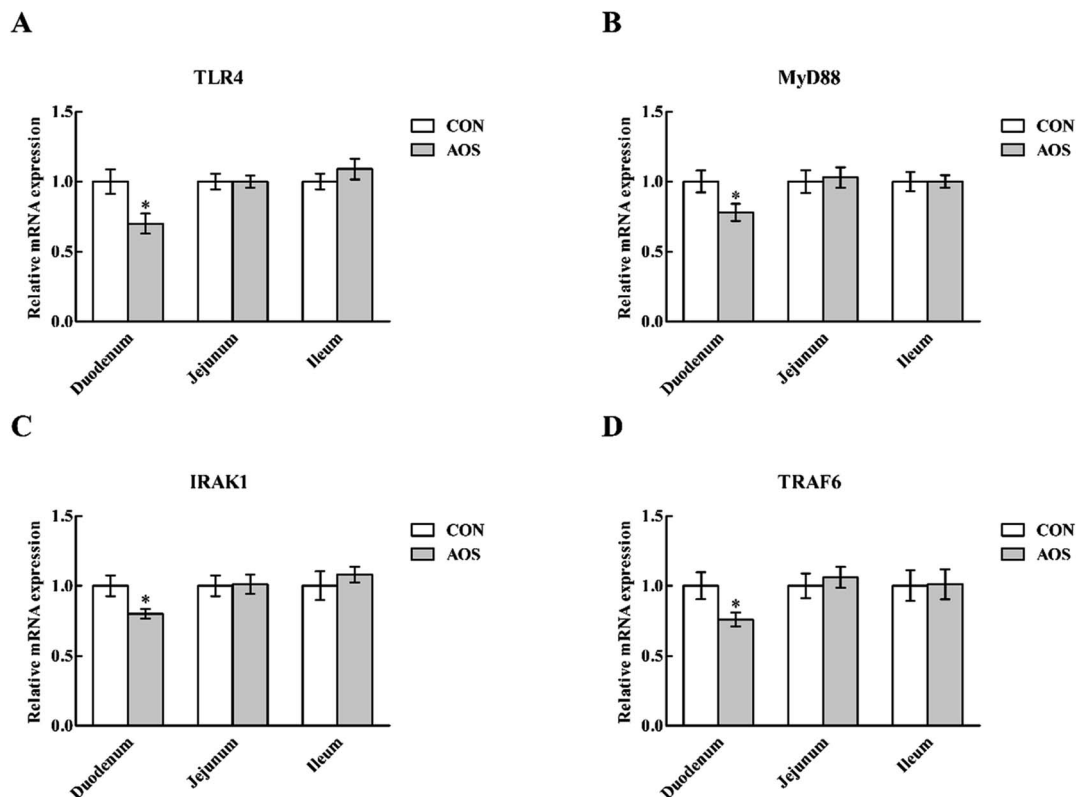 A
TLR4
Relative mRNA expression
1.5
1.0
0.5
0.0
Duodenum
Jejunum
Ileum
*
CON
AOS
B
MyD88
Relative mRNA expression
1.5
1.0
0.5
0.0
Duodenum
Jejunum
Ileum
*
CON
AOS
C
IRAK1
Relative mRNA expression
1.5
1.0
0.5
0.0
Duodenum
Jejunum
Ileum
*
CON
AOS
D
TRAF6
Relative mRNA expression
1.5
1.0
0.5
0.0
Duodenum
Jejunum
Ileum
*
CON
AOS